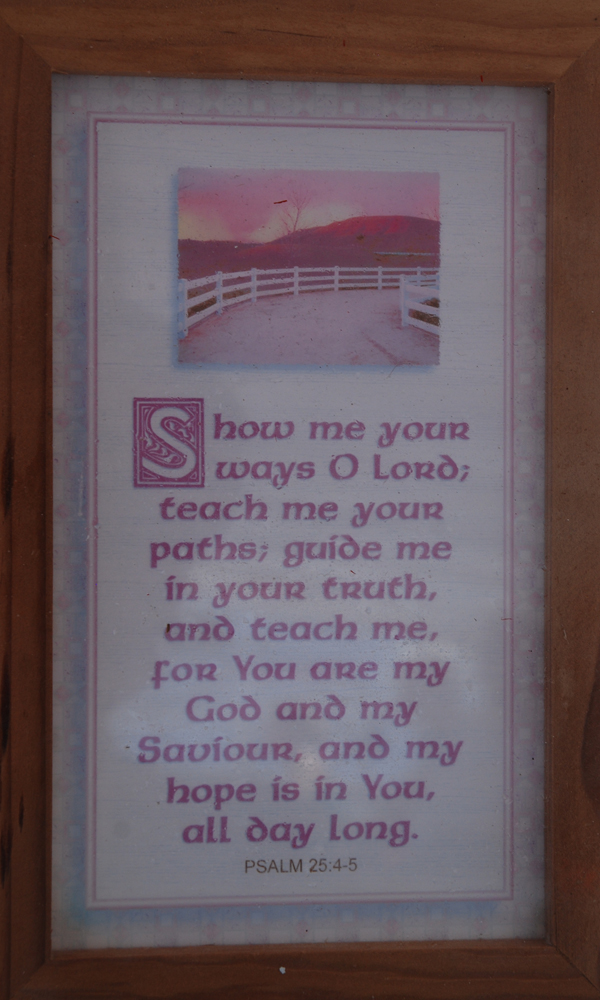 Show me your
ways O Lord;
teach me your
paths; guide me
in your truth,
and teach me,
for You are my
God and my
Saviour, and my
hope is in You,
all day long.
PSALM 25:4-5